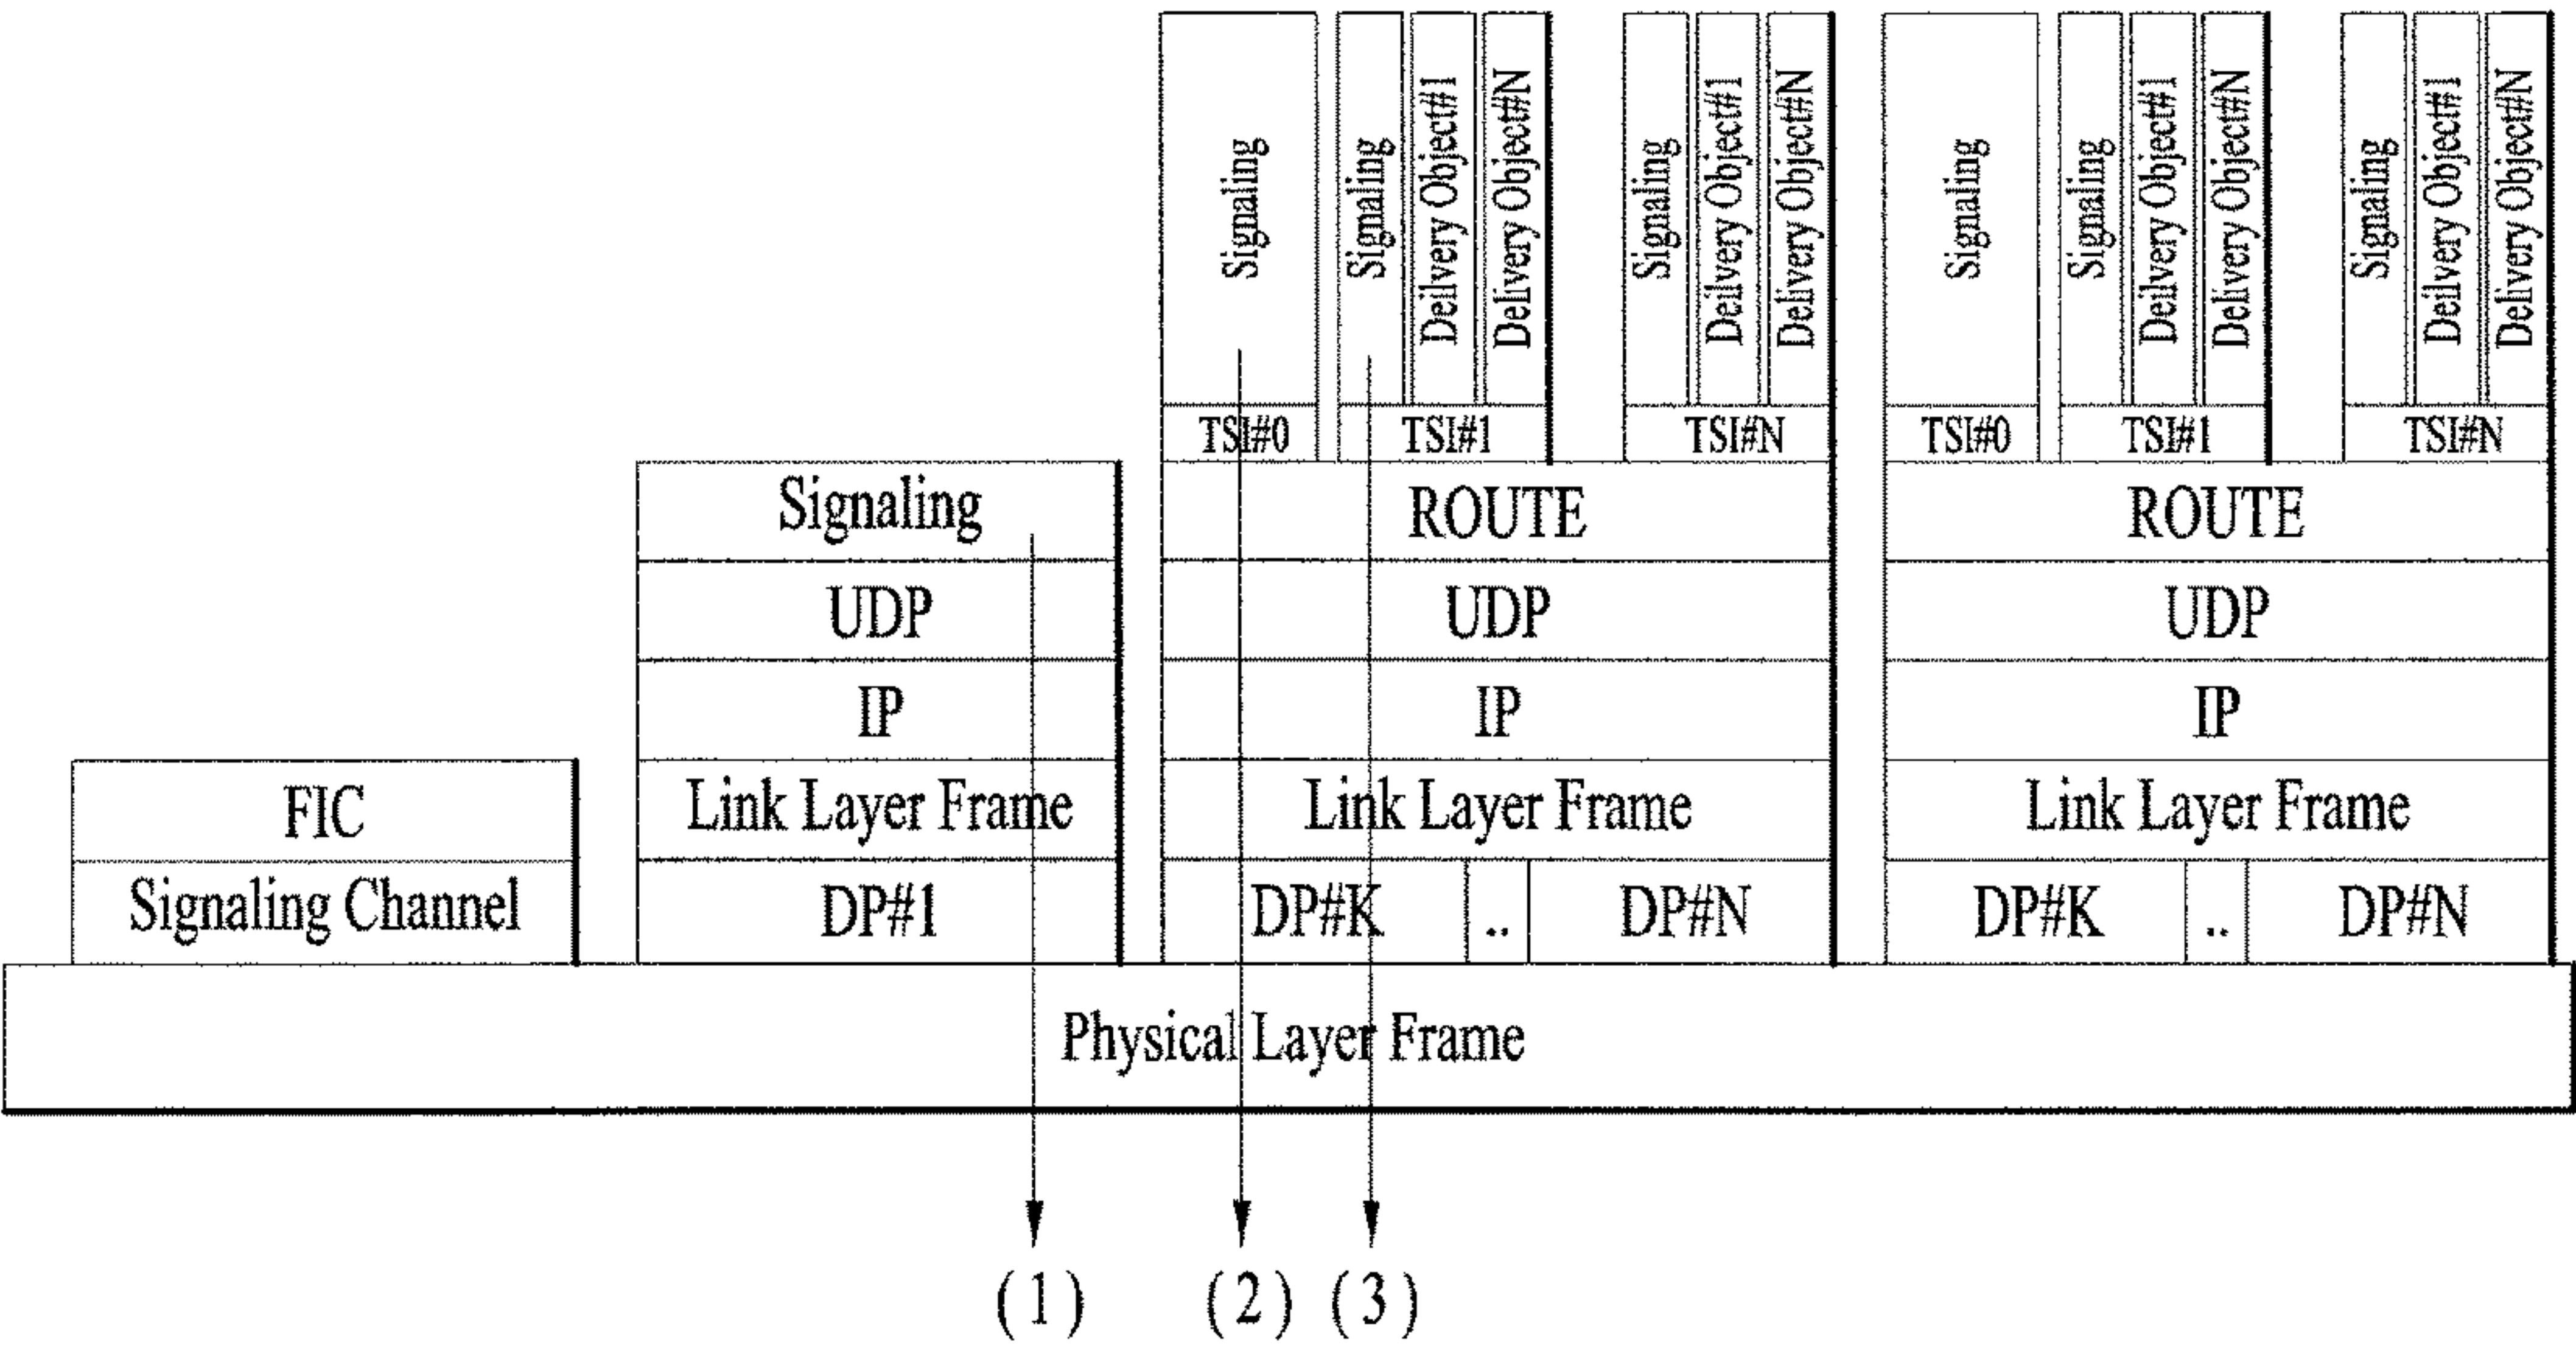 Signaling
Signaling
Deilvery Object#1
Delivery Object#N
Signaling
Deilvery Object#1
Delivery Object#N
Signaling
Signaling
Deilvery Object#1
Delivery Object#N
Signaling
Deilvery Object#1
Delivery Object#N
TSI#0 TSI#1 TSI#N TSI#0 TSI#1 TSI#N
Signaling ROUTE ROUTE
UDP UDP UDP
IP IP IP
FIC Link Layer Frame Link Layer Frame Link Layer Frame
Signaling Channel DP#1 DP#K .. DP#N DP#K .. DP#N
Physical Layer Frame
(1) (2) (3)